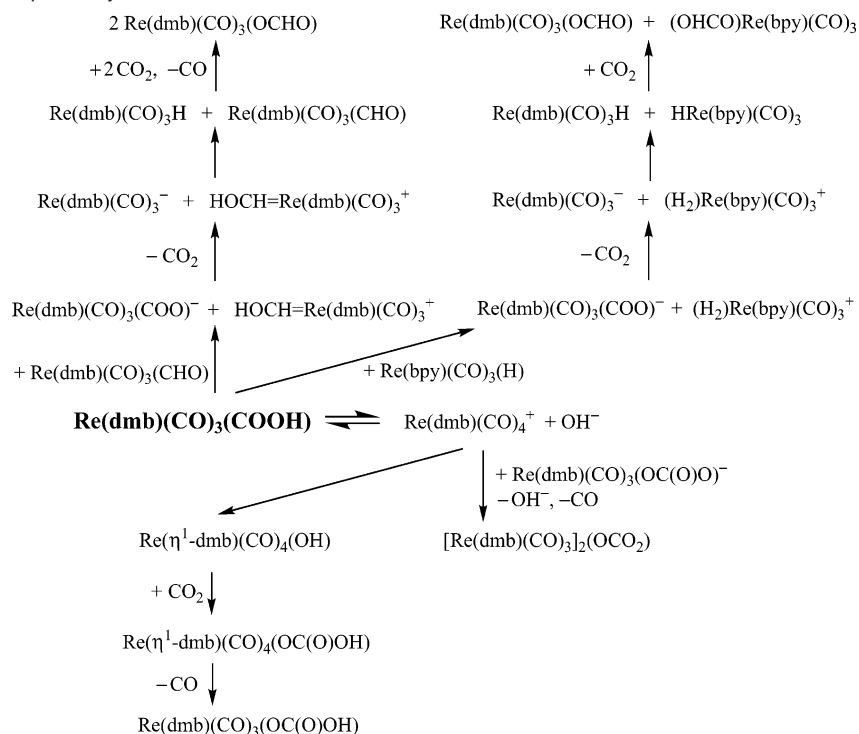 2 Re(dmb)(CO)₃(OCHO)
Re(dmb)(CO)₃(OCHO) + (OHCO)Re(bpy)(CO)₃
+2CO₂, −CO
+ CO₂
Re(dmb)(CO)₃H + Re(dmb)(CO)₃(CHO)
Re(dmb)(CO)₃H + HRe(bpy)(CO)₃
Re(dmb)(CO)₃⁻ + HOCH=Re(dmb)(CO)₃⁺
Re(dmb)(CO)₃⁻ + (H₂)Re(bpy)(CO)₃⁺
−CO₂
−CO₂
Re(dmb)(CO)₃(COO)⁻ + HOCH=Re(dmb)(CO)₃⁺
Re(dmb)(CO)₃(COO)⁻ + (H₂)Re(bpy)(CO)₃⁺
+ Re(dmb)(CO)₃(CHO)
+ Re(bpy)(CO)₃(H)
Re(dmb)(CO)₃(COOH) ⇌ Re(dmb)(CO)₄⁺ + OH⁻
+ Re(dmb)(CO)₃(OC(O)O)⁻
−OH⁻, −CO
Re(η¹-dmb)(CO)₄(OH)
[Re(dmb)(CO)₃]₂(OCO₂)
+ CO₂
Re(η¹-dmb)(CO)₄(OC(O)OH)
−CO
Re(dmb)(CO)₃(OC(O)OH)